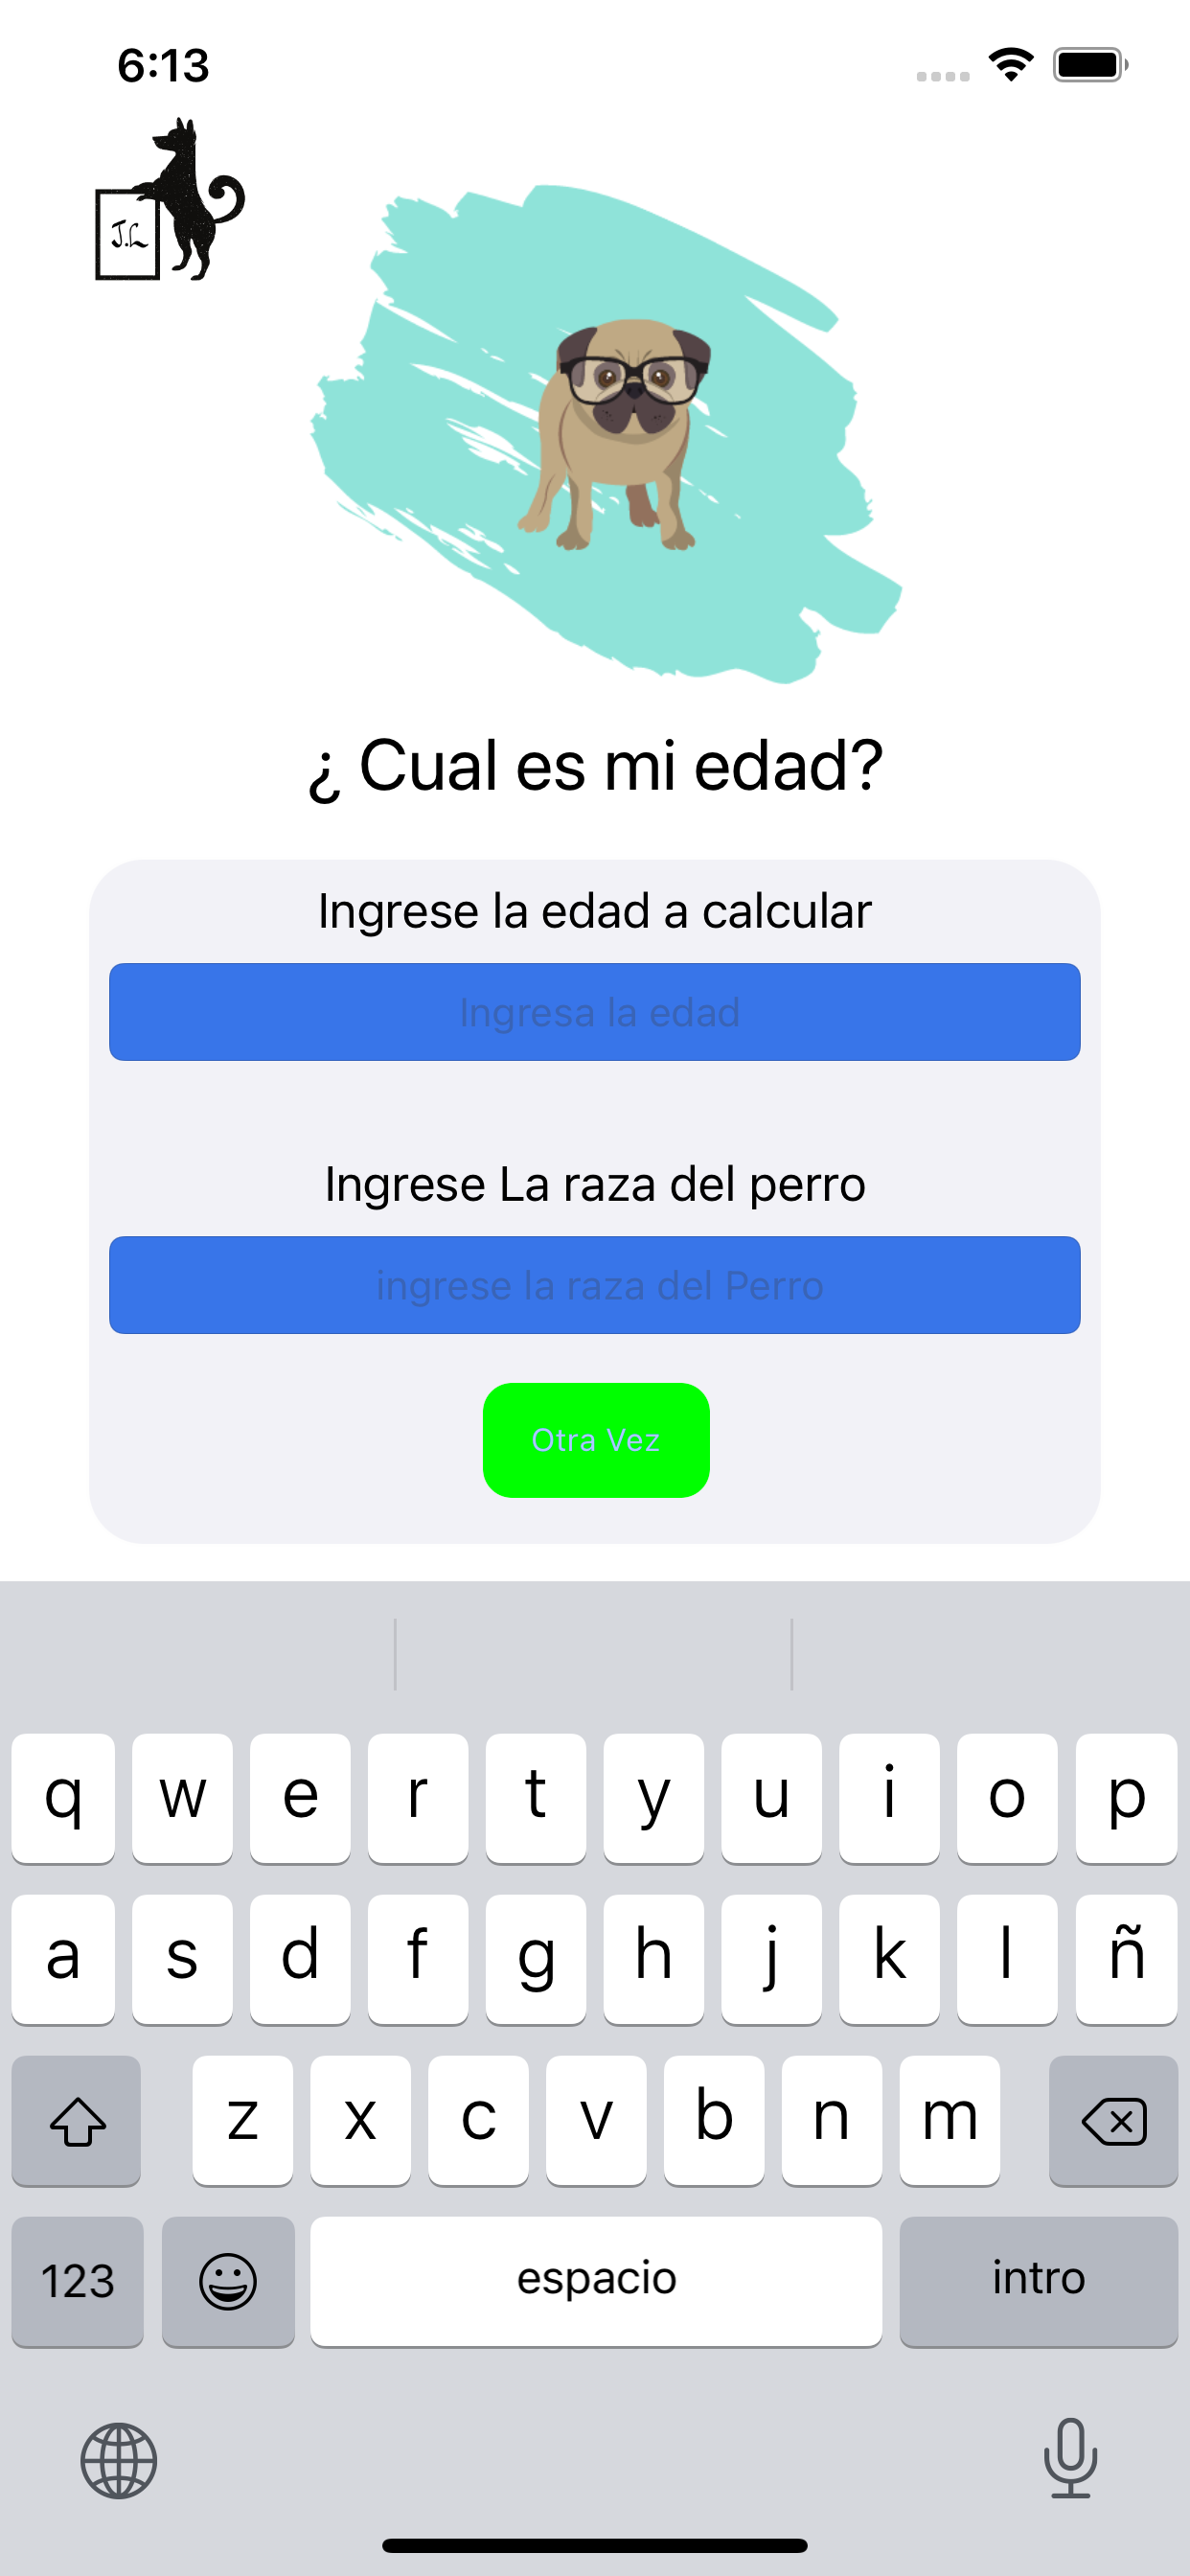 6:13
J.L
¿ Cual es mi edad?
Ingrese la edad a calcular
Ingresa la edad
Ingrese La raza del perro
ingrese la raza del Perro
Otra Vez
q w e r t y u i o p
a s d f g h j k l ñ
z x c v b n m
123 espacio intro